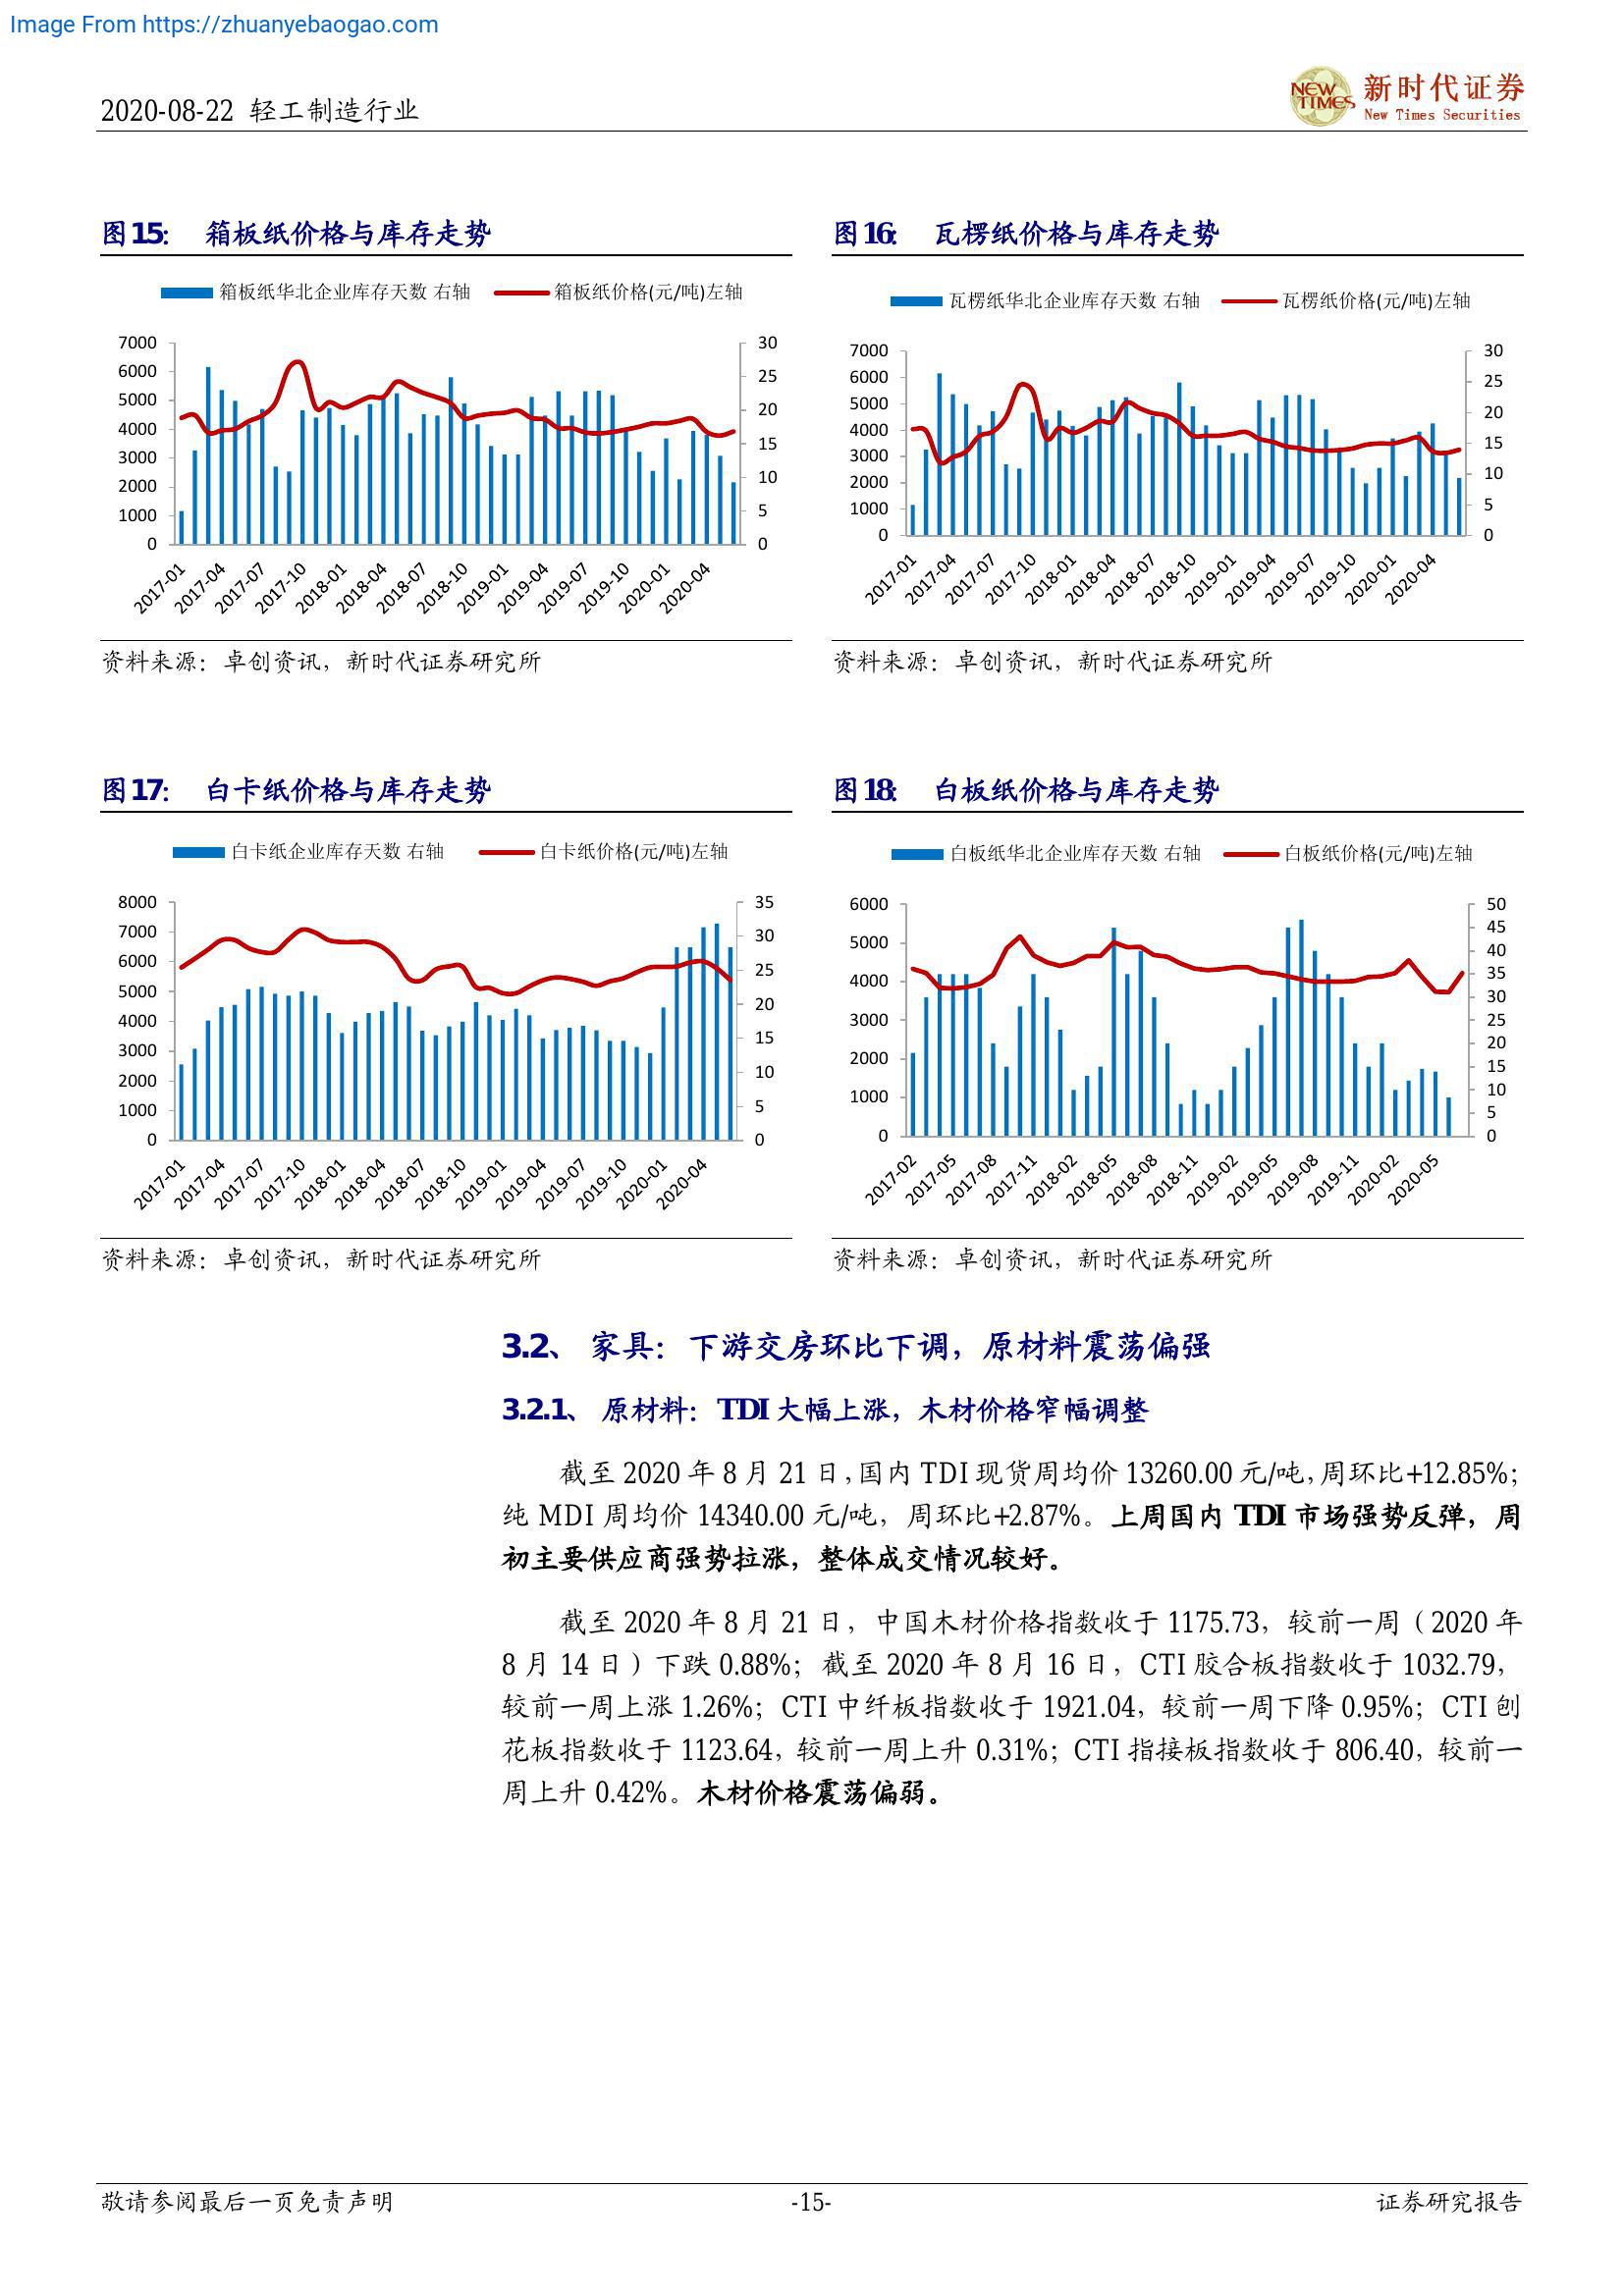 Image From https://zhuanyebaogao.com
2020-08-22 轻工制造行业
NEW TIMES
新时代证券
New Times Securities
图15： 箱板纸价格与库存走势
箱板纸华北企业库存天数 右轴 箱板纸价格(元/吨)左轴
7000 30
6000 25
5000 20
4000
3000 15
2000 10
1000 5
0 0
2017-01 2017-04 2017-07 2017-10 2018-01 2018-04 2018-07 2018-10 2019-01 2019-04 2019-07 2019-10 2020-01 2020-04
资料来源：卓创资讯，新时代证券研究所
图16： 瓦楞纸价格与库存走势
瓦楞纸华北企业库存天数 右轴 瓦楞纸价格(元/吨)左轴
7000 30
6000 25
5000 20
4000
3000 15
2000 10
1000 5
0 0
2017-01 2017-04 2017-07 2017-10 2018-01 2018-04 2018-07 2018-10 2019-01 2019-04 2019-07 2019-10 2020-01 2020-04
资料来源：卓创资讯，新时代证券研究所
图17： 白卡纸价格与库存走势
白卡纸企业库存天数 右轴 白卡纸价格(元/吨)左轴
8000 35
7000 30
6000 25
5000 20
4000
3000 15
2000 10
1000 5
0 0
2017-01 2017-04 2017-07 2017-10 2018-01 2018-04 2018-07 2018-10 2019-01 2019-04 2019-07 2019-10 2020-01 2020-04
资料来源：卓创资讯，新时代证券研究所
图18： 白板纸价格与库存走势
白板纸华北企业库存天数 右轴 白板纸价格(元/吨)左轴
6000 50
5000 45
4000 40
3000 35
2000 30
1000 25
0 20
15
10
5
0
2017-02 2017-05 2017-08 2017-11 2018-02 2018-05 2018-08 2018-11 2019-02 2019-05 2019-08 2019-11 2020-02 2020-05
资料来源：卓创资讯，新时代证券研究所
3.2、 家具：下游交房环比下调，原材料震荡偏强
3.2.1、 原材料：TDI 大幅上涨，木材价格窄幅调整
截至 2020 年 8 月 21 日，国内 TDI 现货周均价 13260.00 元/吨，周环比+12.85%；
纯 MDI 周均价 14340.00 元/吨，周环比+2.87%。上周国内 TDI 市场强势反弹，周
初主要供应商强势拉涨，整体成交情况较好。
截至 2020 年 8 月 21 日，中国木材价格指数收于 1175.73，较前一周（2020 年
8 月 14 日）下跌 0.88%；截至 2020 年 8 月 16 日，CTI 胶合板指数收于 1032.79，
较前一周上涨 1.26%；CTI 中纤板指数收于 1921.04，较前一周下降 0.95%；CTI 刨
花板指数收于 1123.64，较前一周上升 0.31%；CTI 指接板指数收于 806.40，较前一
周上升 0.42%。木材价格震荡偏弱。
敬请参阅最后一页免责声明 -15- 证券研究报告